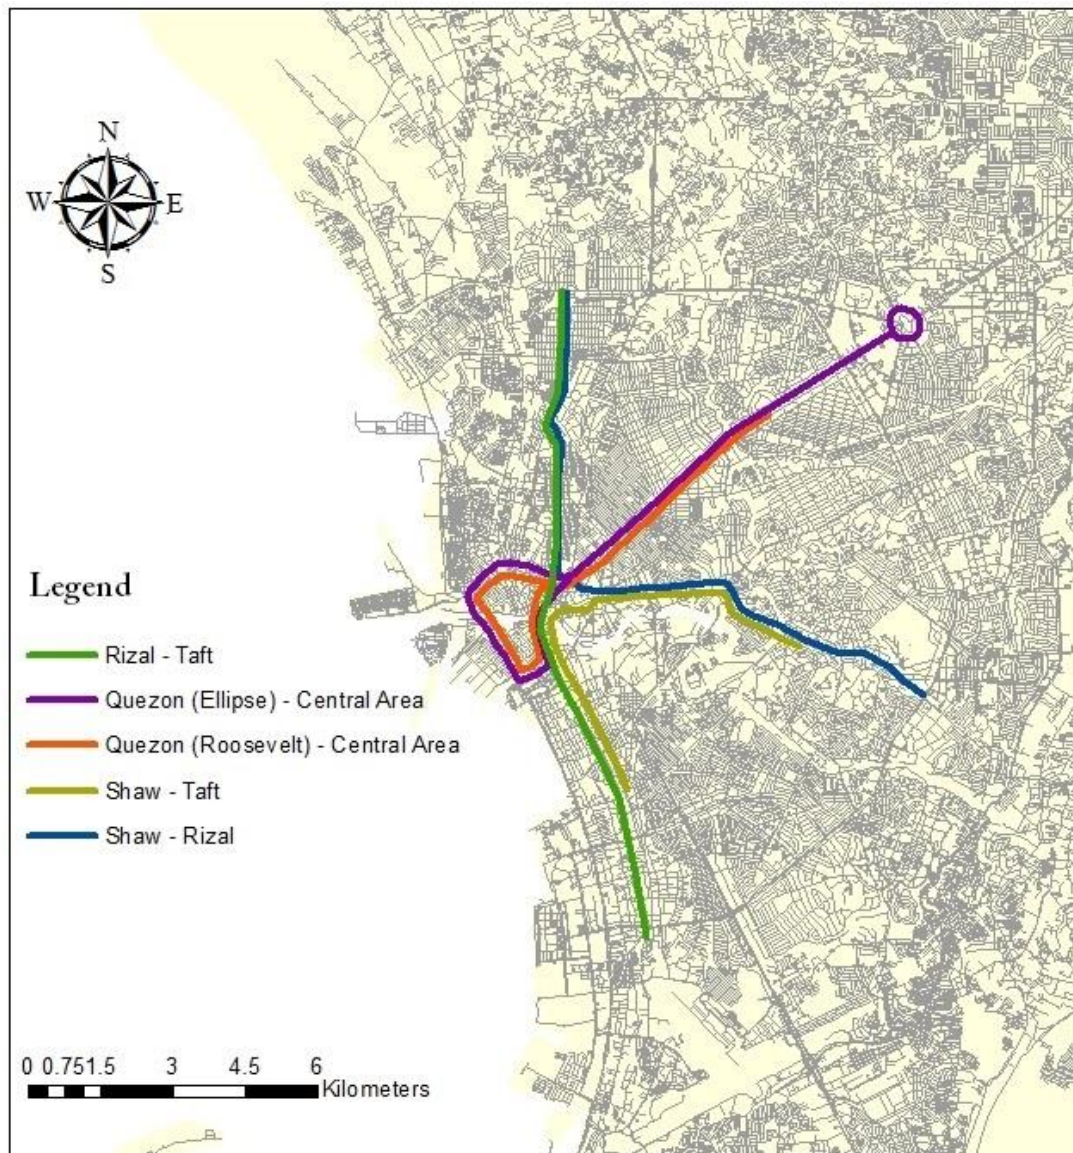 N
W E
S
Legend
Rizal - Taft
Quezon (Ellipse) - Central Area
Quezon (Roosevelt) - Central Area
Shaw - Taft
Shaw - Rizal
0 0.751.5 3 4.5 6
Kilometers